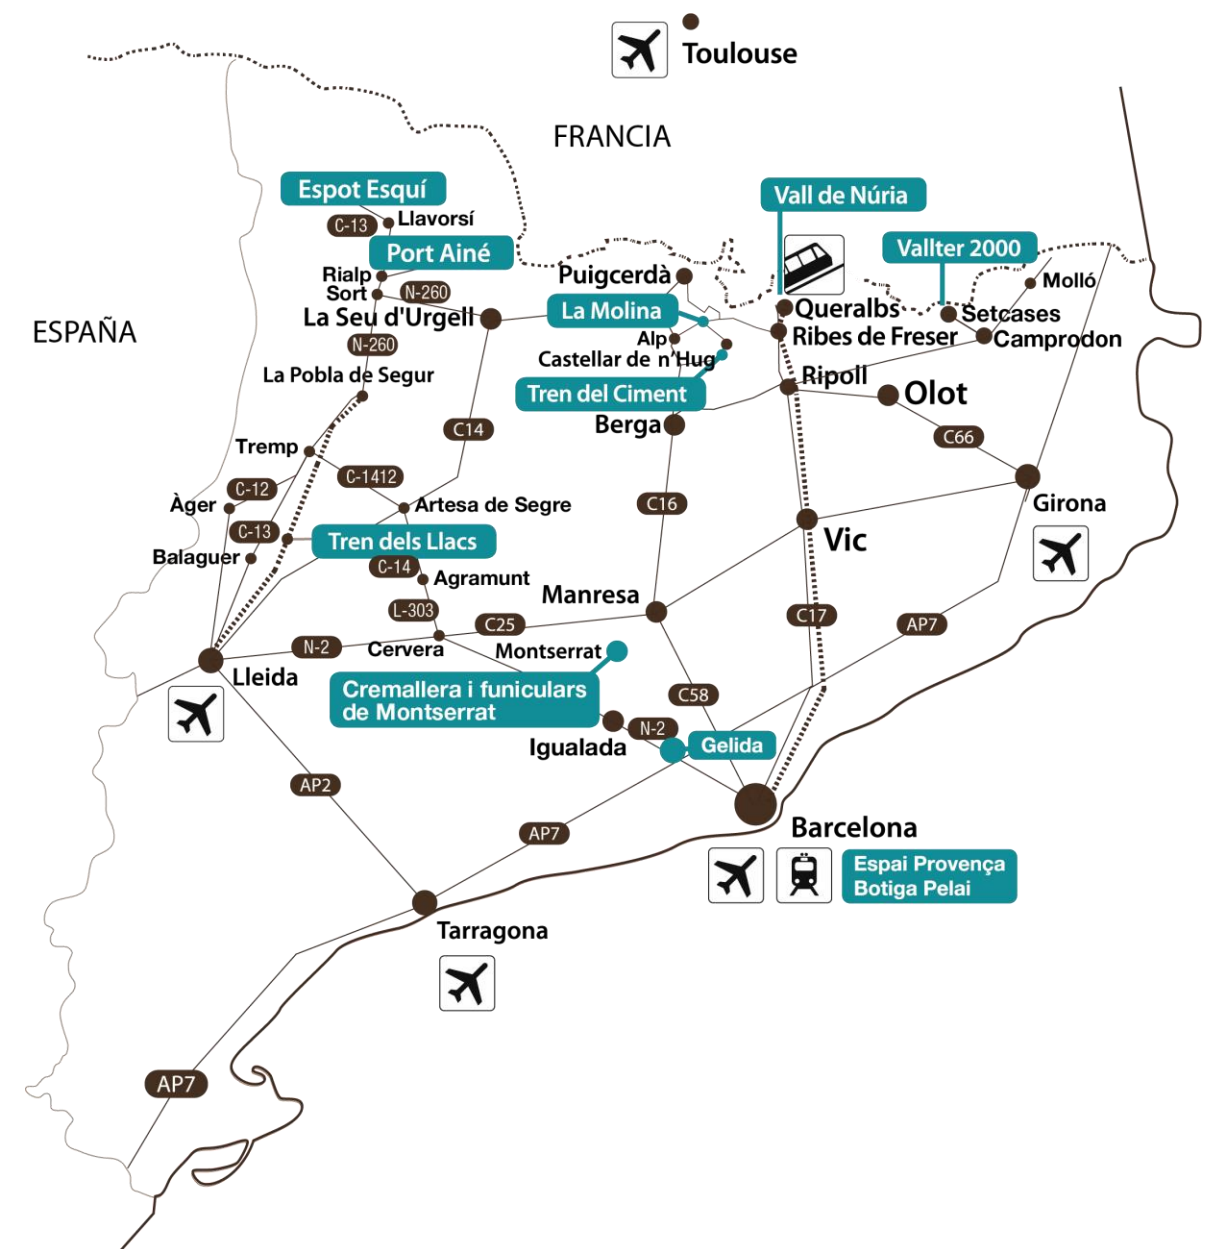 Toulouse
FRANCIA
Espot Esquí
Vall de Núria
C-13
Llavorsí
Vallter 2000
Port Ainé
Rialp
Puigcerdà
Molló
Sort
N-260
La Seu d'Urgell
La Molina
Queralbs
Setcases
ESPAÑA
N-260
Alp
Ribes de Freser
Camprodon
Castellar de n'Hug
La Pobla de Segur
Ripoll
Tren del Ciment
Olot
Berga
C14
C66
Tremp
C-1412
C-12
Àger
Artesa de Segre
C16
Girona
C-13
Tren dels Llacs
Vic
Balaguer
C-14
Agramunt
Manresa
L-303
C25
C17
AP7
N-2
Cervera
Montserrat
Lleida
Cremallera i funiculars
de Montserrat
C58
N-2
Igualada
Gelida
AP2
AP7
Barcelona
Espai Provença
Botiga Pelai
Tarragona
AP7